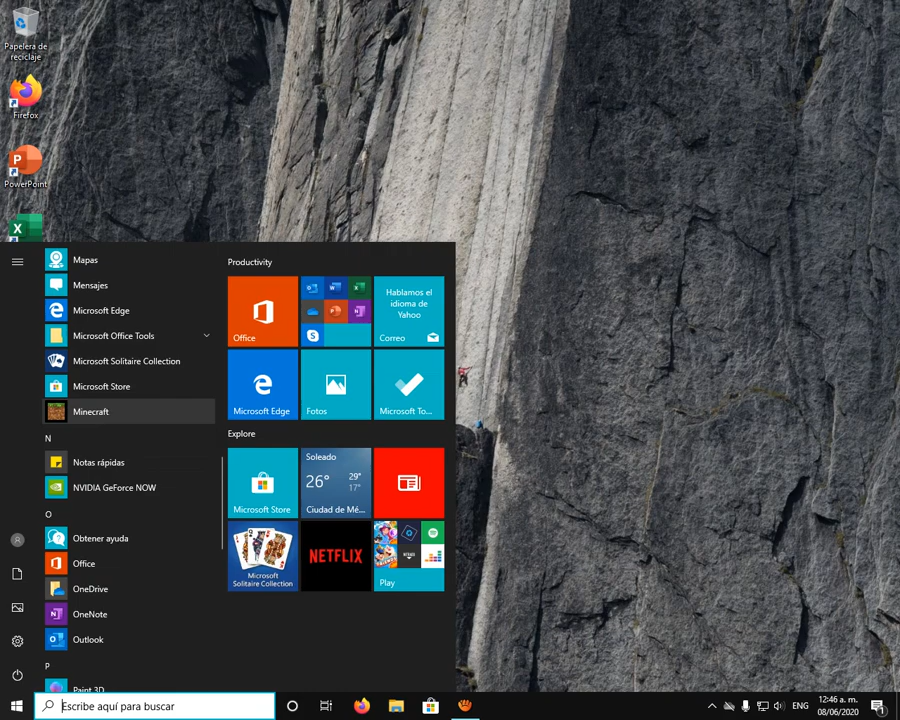 Papelera de
reciclaje
Firefox
P
PowerPoint
X
Mapas
Mensajes
Microsoft Edge
Microsoft Office Tools
Microsoft Solitaire Collection
Microsoft Store
Minecraft
N
Notas rápidas
NVIDIA GeForce NOW
O
Obtener ayuda
Office
OneDrive
OneNote
Outlook
P
Paint 3D
Productivity
Office
Hablamos el
idioma de
Yahoo
Correo
Microsoft Edge
Fotos
Microsoft To...
Explore
Microsoft Store
Soleado
26° 29°
17°
Ciudad de Mé...
Microsoft
Solitaire Collection
NETFLIX
Play
Escribe aquí para buscar
ENG
12:46 a. m.
08/06/2020
1